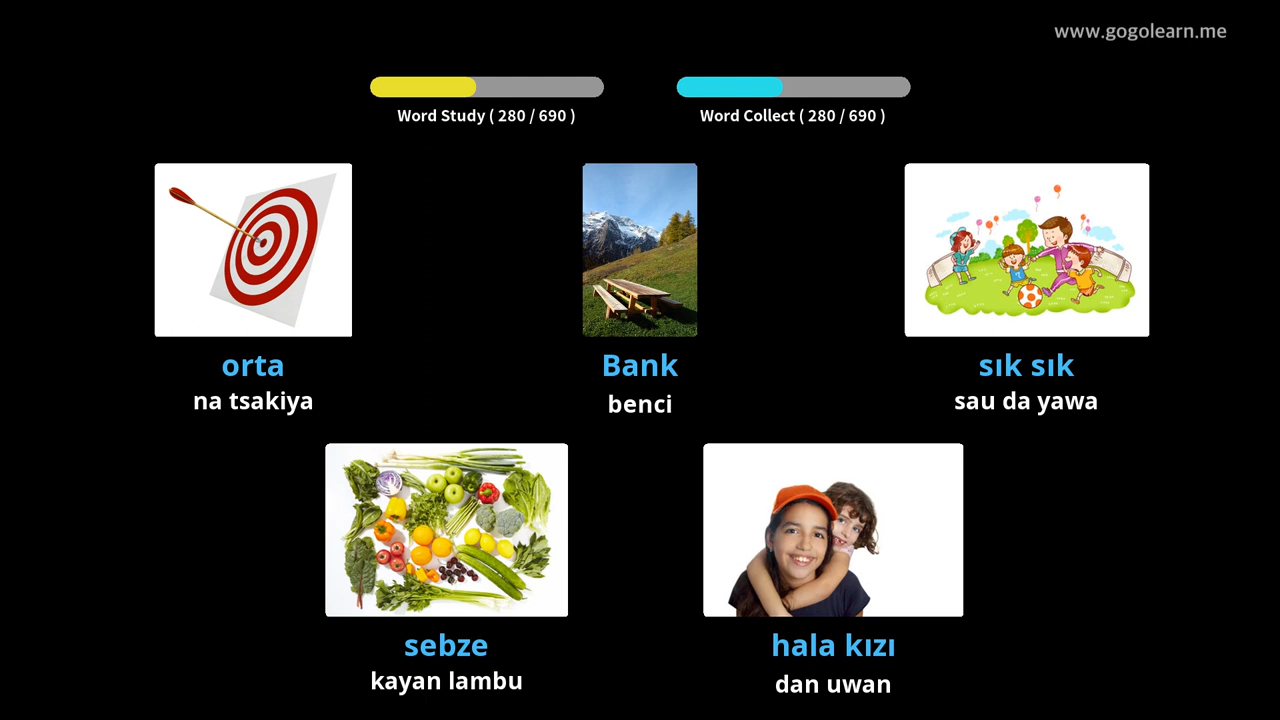 www.gogolearn.me
Word Study ( 280 / 690 )
Word Collect ( 280 / 690 )
orta
na tsakiya
Bank
benci
sık sık
sau da yawa
sebze
kayan lambu
hala kızı
dan uwan